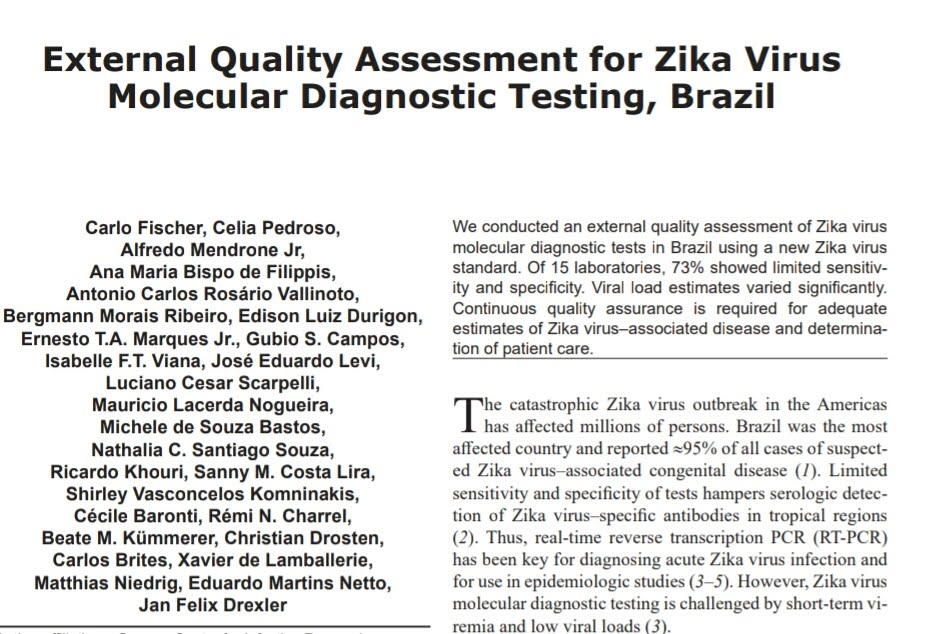 External Quality Assessment for Zika Virus
Molecular Diagnostic Testing, Brazil
Carlo Fischer, Celia Pedroso,
Alfredo Mendrone Jr,
Ana Maria Bispo de Filippis,
Antonio Carlos Rosário Vallinoto,
Bergmann Morais Ribeiro, Edison Luiz Durigon,
Ernesto T.A. Marques Jr., Gubio S. Campos,
Isabelle F.T. Viana, José Eduardo Levi,
Luciano Cesar Scarpelli,
Mauricio Lacerda Nogueira,
Michele de Souza Bastos,
Nathalia C. Santiago Souza,
Ricardo Khouri, Sanny M. Costa Lira,
Shirley Vasconcelos Komninakis,
Cécile Baronti, Rémi N. Charrel,
Beate M. Kümmerer, Christian Drosten,
Carlos Brites, Xavier de Lamballerie,
Matthias Niedrig, Eduardo Martins Netto,
Jan Felix Drexler
We conducted an external quality assessment of Zika virus
molecular diagnostic tests in Brazil using a new Zika virus
standard. Of 15 laboratories, 73% showed limited sensitiv-
ity and specificity. Viral load estimates varied significantly.
Continuous quality assurance is required for adequate
estimates of Zika virus–associated disease and determina-
tion of patient care.
The catastrophic Zika virus outbreak in the Americas
has affected millions of persons. Brazil was the most
affected country and reported ≈95% of all cases of suspect-
ed Zika virus–associated congenital disease (1). Limited
sensitivity and specificity of tests hampers serologic detec-
tion of Zika virus–specific antibodies in tropical regions
(2). Thus, real-time reverse transcription PCR (RT-PCR)
has been key for diagnosing acute Zika virus infection and
for use in epidemiologic studies (3–5). However, Zika virus
molecular diagnostic testing is challenged by short-term vi-
remia and low viral loads (3).